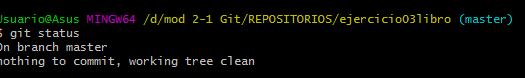 Usuario@Asus MINGW64 /d/mod 2-1 Git/REPOSITORIOS/ejercicio03libro (master)
$ git status
On branch master
nothing to commit, working tree clean